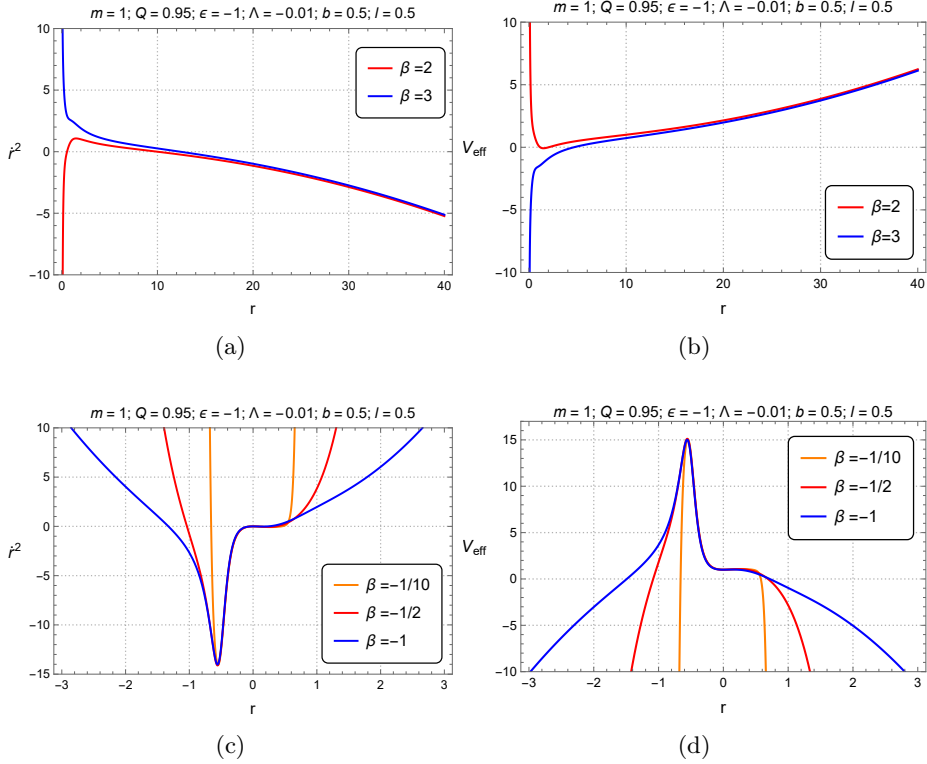 m = 1; Q = 0.95; ϵ = −1; Λ = −0.01; b = 0.5; l = 0.5
10
5
0
−5
−10
ṙ²
β =2
β =3
0
10
20
30
40
r
(a)
m = 1; Q = 0.95; ϵ = −1; Λ = −0.01; b = 0.5; l = 0.5
10
5
0
−5
−10
V_eff
β=2
β=3
0
10
20
30
40
r
(b)
m = 1; Q = 0.95; ϵ = −1; Λ = −0.01; b = 0.5; l = 0.5
10
5
0
−5
−10
−15
ṙ²
β =−1/10
β =−1/2
β =−1
−3
−2
−1
0
1
2
3
r
(c)
m = 1; Q = 0.95; ϵ = −1; Λ = −0.01; b = 0.5; l = 0.5
15
10
5
0
−5
−10
V_eff
β =−1/10
β =−1/2
β =−1
−3
−2
−1
0
1
2
3
r
(d)